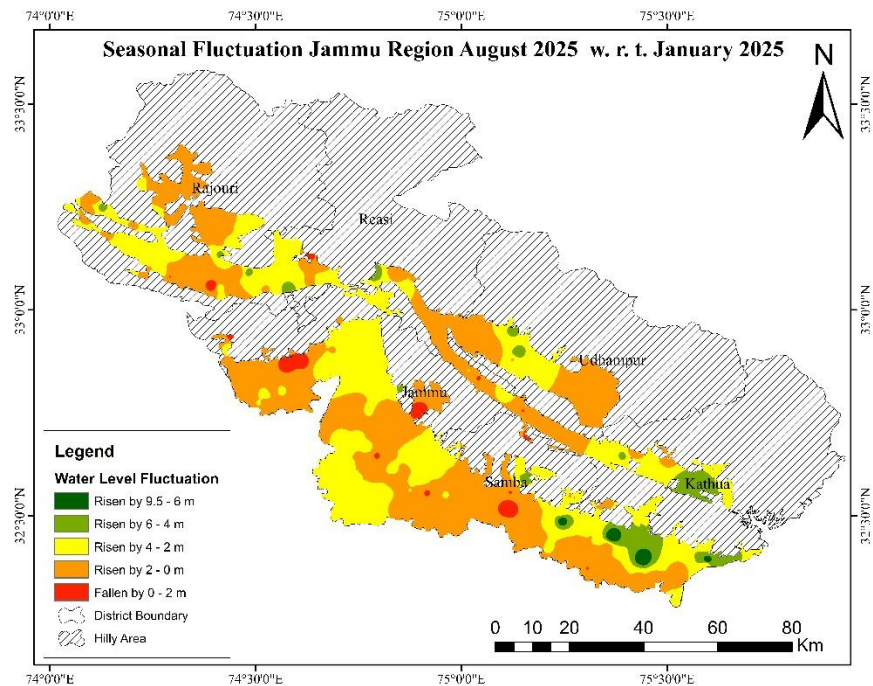 74°0'0"E 74°30'0"E 75°0'0"E 75°30'0"E
Seasonal Fluctuation Jammu Region August 2025 w. r. t. January 2025
N
33°30'0"N 33°30'0"N
Rajouri
Reasi
33°0'0"N 33°0'0"N
Udhampur
Jammu
Samba
Kathua
32°30'0"N 32°30'0"N
Legend
Water Level Fluctuation
Risen by 9.5 - 6 m
Risen by 6 - 4 m
Risen by 4 - 2 m
Risen by 2 - 0 m
Fallen by 0 - 2 m
District Boundary
Hilly Area
0 10 20 40 60 80
Km
74°0'0"E 74°30'0"E 75°0'0"E 75°30'0"E